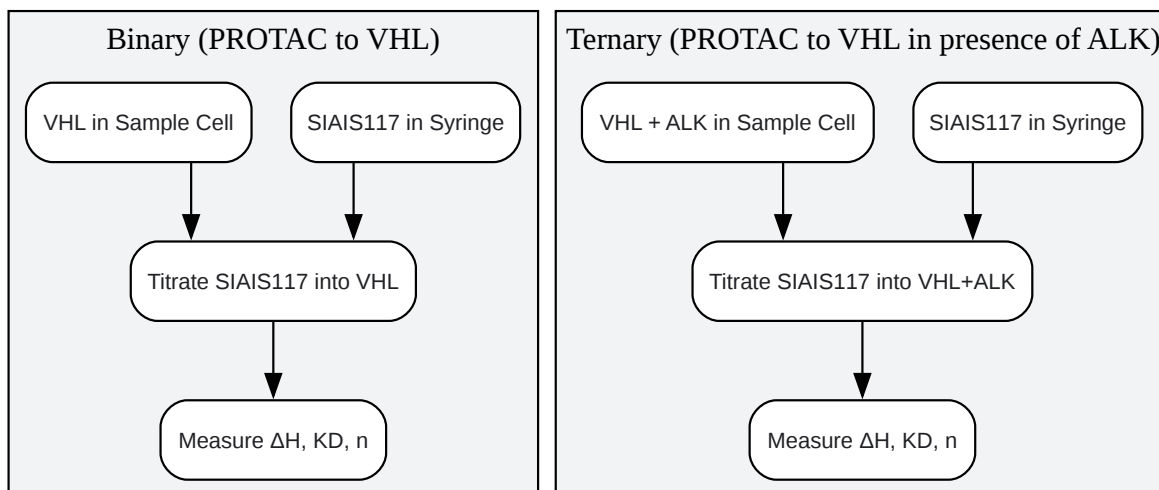 Binary (PROTAC to VHL)
VHL in Sample Cell
SIAIS117 in Syringe
Titrate SIAIS117 into VHL
Measure ΔH, KD, n
Ternary (PROTAC to VHL in presence of ALK)
VHL + ALK in Sample Cell
SIAIS117 in Syringe
Titrate SIAIS117 into VHL+ALK
Measure ΔH, KD, n